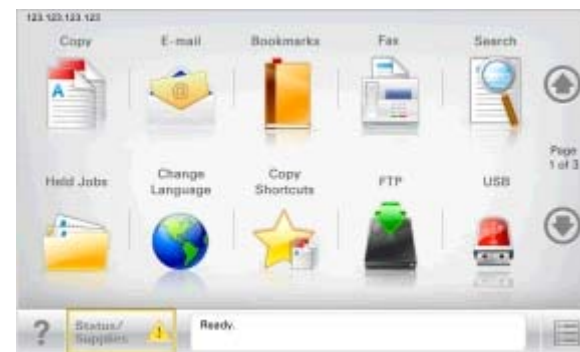 123.123.123.123
Copy
E-mail
Bookmarks
Fax
Search
A
@
Page
1 of 3
Held Jobs
Change
Language
Copy
Shortcuts
FTP
USB
?
Status/
Supplies
!
Ready.